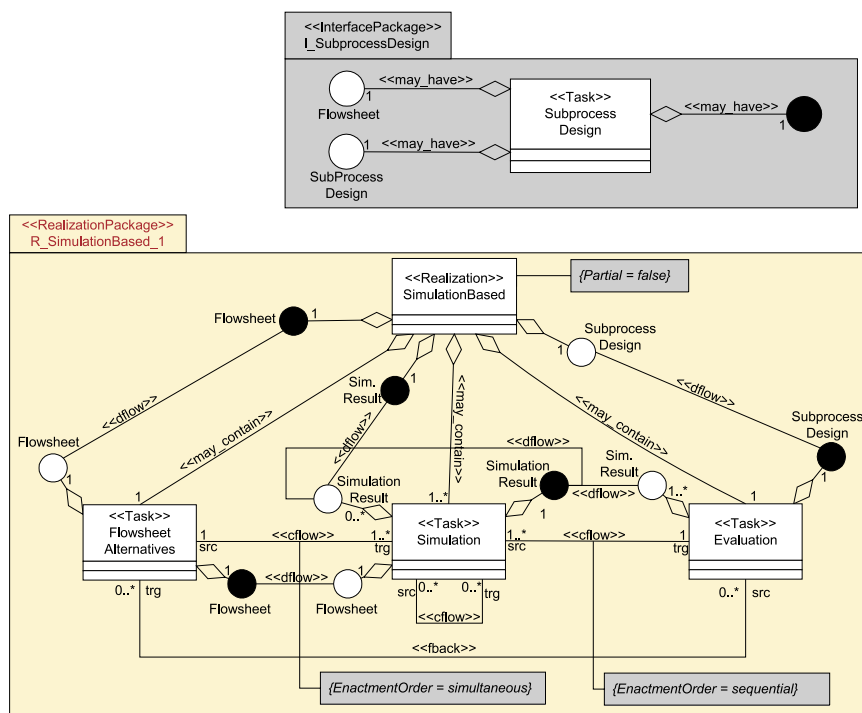 <<InterfacePackage>>
I_SubprocessDesign
<<may_have>>
1
Flowsheet
<<Task>>
Subprocess
Design
<<may_have>>
1
<<may_have>>
1
SubProcess
Design
<<RealizationPackage>>
R_SimulationBased_1
<<Realization>>
SimulationBased
{Partial = false}
Flowsheet
1
Subprocess
Design
1
Sim.
Result
1
<<dflow>>
<<may_contain>>
<<dflow>>
<<may_contain>>
<<may_contain>>
<<dflow>>
Subprocess
Design
1
Flowsheet
1
<<dflow>>
Simulation
Result
0..*
1..*
Simulation
Result
1
<<dflow>>
Sim.
Result
1..*
1
1
<<Task>>
Flowsheet
Alternatives
1
src
<<cflow>>
1..*
trg
<<Task>>
Simulation
1..*
src
<<cflow>>
1
trg
<<Task>>
Evaluation
1
Flowsheet
<<dflow>>
1
Flowsheet
0..*
trg
src
0..*
0..*
trg
<<cflow>>
0..*
src
<<fback>>
{EnactmentOrder = simultaneous}
{EnactmentOrder = sequential}